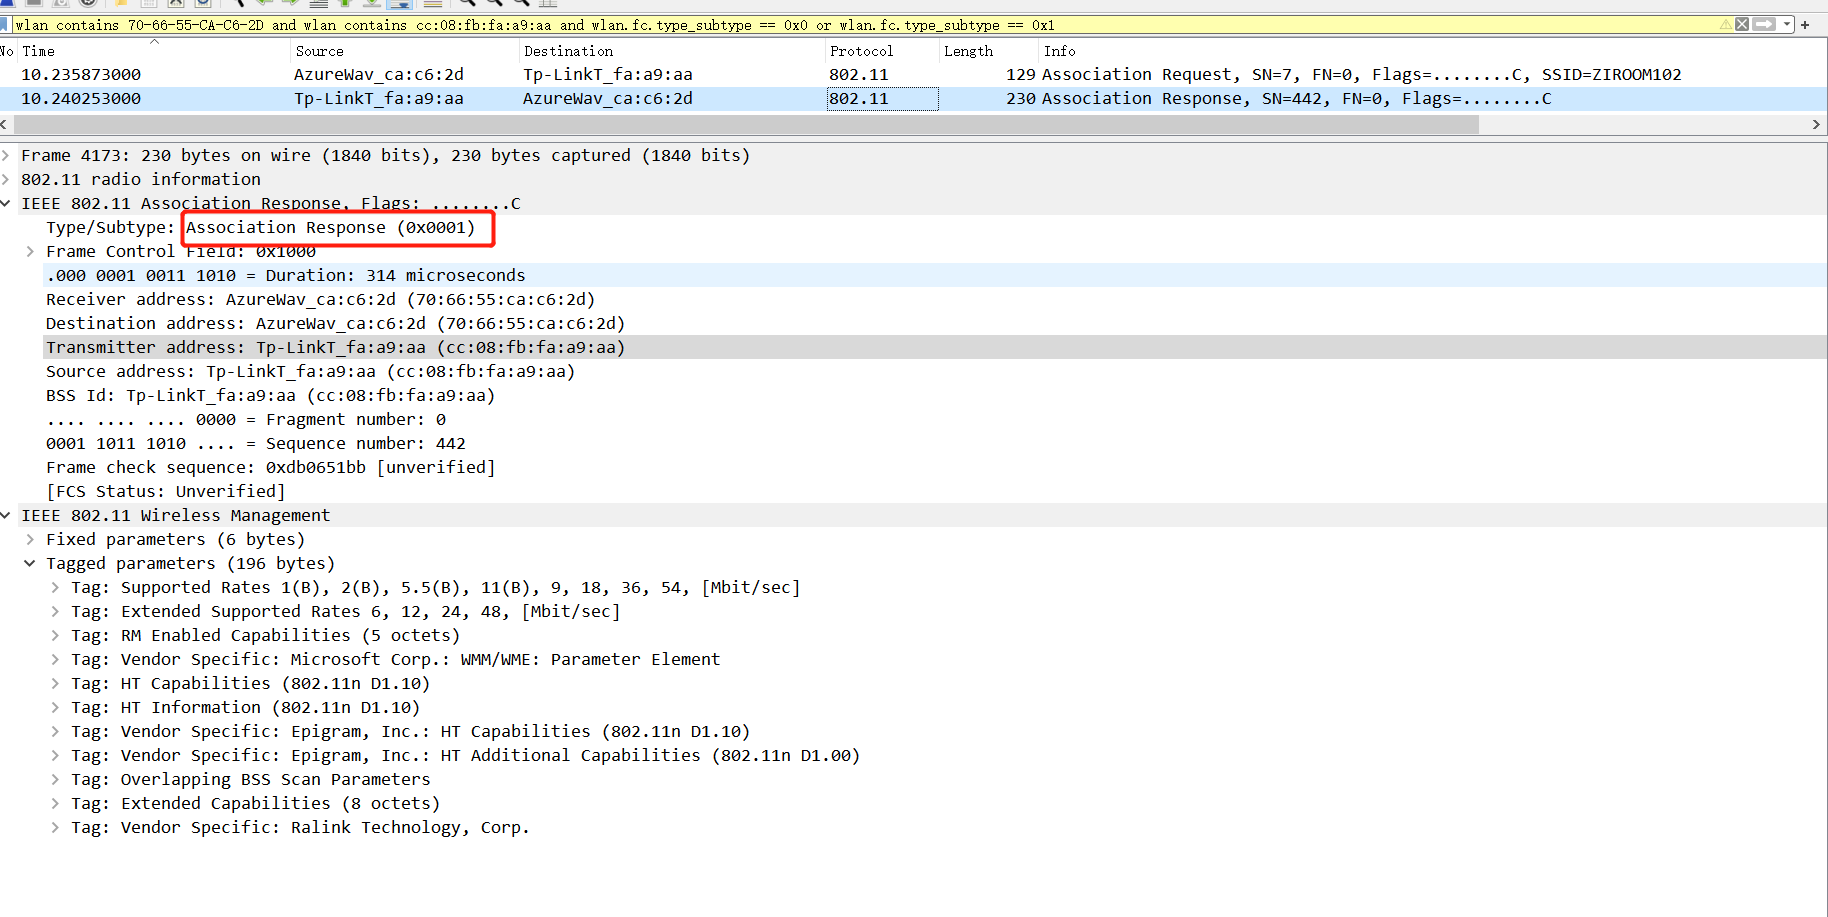 wlan contains 70-66-55-CA-C6-2D and wlan contains cc:08:fb:fa:a9:aa and wlan.fc.type_subtype == 0x0 or wlan.fc.type_subtype == 0x1
No Time Source Destination Protocol Length Info
10.235873000 AzureWav_ca:c6:2d Tp-LinkT_fa:a9:aa 802.11 129 Association Request, SN=7, FN=0, Flags=........C, SSID=ZIROOM102
10.240253000 Tp-LinkT_fa:a9:aa AzureWav_ca:c6:2d 802.11 230 Association Response, SN=442, FN=0, Flags=........C
Frame 4173: 230 bytes on wire (1840 bits), 230 bytes captured (1840 bits)
802.11 radio information
IEEE 802.11 Association Response, Flags: ........C
Type/Subtype: Association Response (0x0001)
Frame Control Field: 0x1000
.000 0001 0011 1010 = Duration: 314 microseconds
Receiver address: AzureWav_ca:c6:2d (70:66:55:ca:c6:2d)
Destination address: AzureWav_ca:c6:2d (70:66:55:ca:c6:2d)
Transmitter address: Tp-LinkT_fa:a9:aa (cc:08:fb:fa:a9:aa)
Source address: Tp-LinkT_fa:a9:aa (cc:08:fb:fa:a9:aa)
BSS Id: Tp-LinkT_fa:a9:aa (cc:08:fb:fa:a9:aa)
.... .... .... 0000 = Fragment number: 0
0001 1011 1010 .... = Sequence number: 442
Frame check sequence: 0xdb0651bb [unverified]
[FCS Status: Unverified]
IEEE 802.11 Wireless Management
Fixed parameters (6 bytes)
Tagged parameters (196 bytes)
Tag: Supported Rates 1(B), 2(B), 5.5(B), 11(B), 9, 18, 36, 54, [Mbit/sec]
Tag: Extended Supported Rates 6, 12, 24, 48, [Mbit/sec]
Tag: RM Enabled Capabilities (5 octets)
Tag: Vendor Specific: Microsoft Corp.: WMM/WME: Parameter Element
Tag: HT Capabilities (802.11n D1.10)
Tag: HT Information (802.11n D1.10)
Tag: Vendor Specific: Epigram, Inc.: HT Capabilities (802.11n D1.10)
Tag: Vendor Specific: Epigram, Inc.: HT Additional Capabilities (802.11n D1.00)
Tag: Overlapping BSS Scan Parameters
Tag: Extended Capabilities (8 octets)
Tag: Vendor Specific: Ralink Technology, Corp.